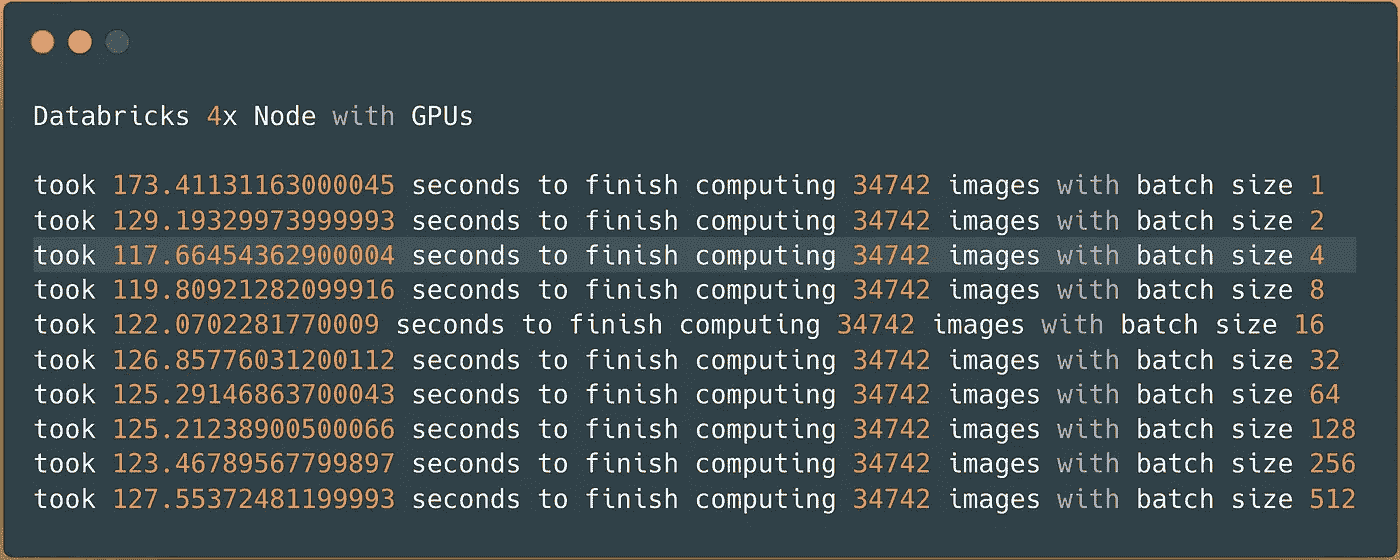 Databricks 4x Node with GPUs
took 173.41131163000045 seconds to finish computing 34742 images with batch size 1
took 129.19329973999993 seconds to finish computing 34742 images with batch size 2
took 117.66454362900004 seconds to finish computing 34742 images with batch size 4
took 119.80921282099916 seconds to finish computing 34742 images with batch size 8
took 122.0702281770009 seconds to finish computing 34742 images with batch size 16
took 126.85776031200112 seconds to finish computing 34742 images with batch size 32
took 125.29146863700043 seconds to finish computing 34742 images with batch size 64
took 125.21238900500066 seconds to finish computing 34742 images with batch size 128
took 123.46789567799897 seconds to finish computing 34742 images with batch size 256
took 127.55372481199993 seconds to finish computing 34742 images with batch size 512